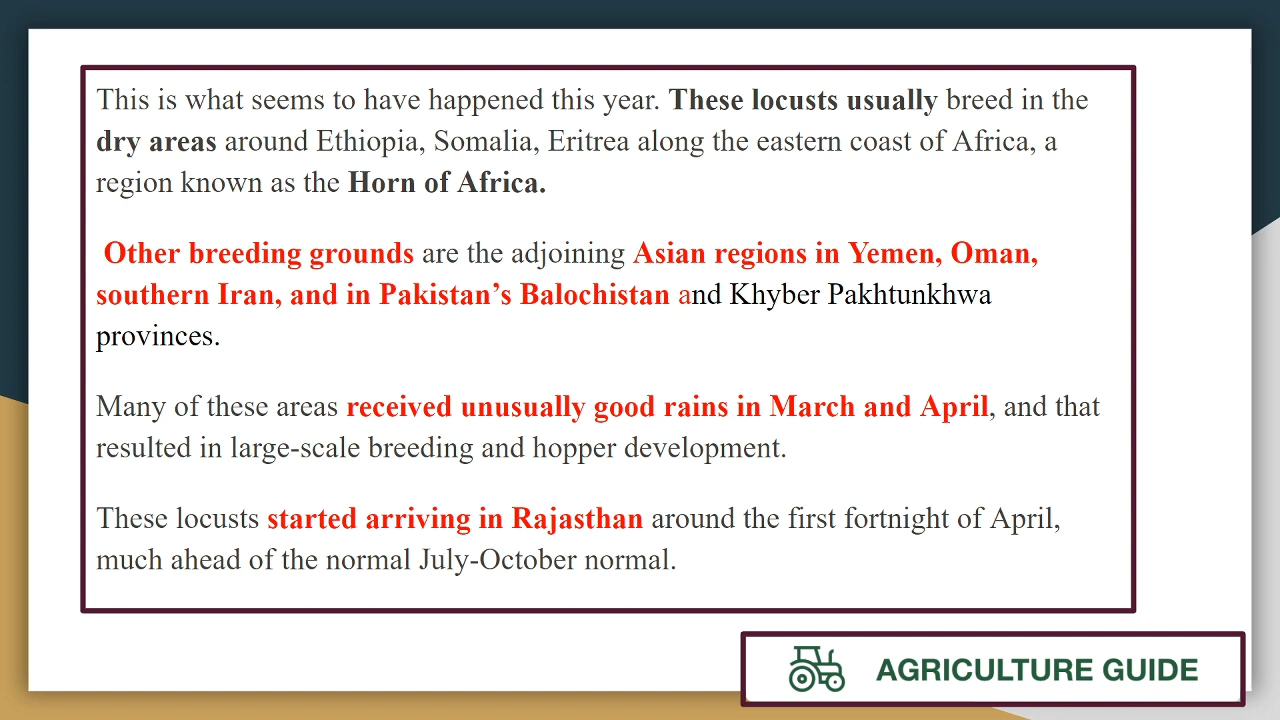 This is what seems to have happened this year. These locusts usually breed in the
dry areas around Ethiopia, Somalia, Eritrea along the eastern coast of Africa, a
region known as the Horn of Africa.
Other breeding grounds are the adjoining Asian regions in Yemen, Oman,
southern Iran, and in Pakistan’s Balochistan and Khyber Pakhtunkhwa
provinces.
Many of these areas received unusually good rains in March and April, and that
resulted in large-scale breeding and hopper development.
These locusts started arriving in Rajasthan around the first fortnight of April,
much ahead of the normal July-October normal.
AGRICULTURE GUIDE